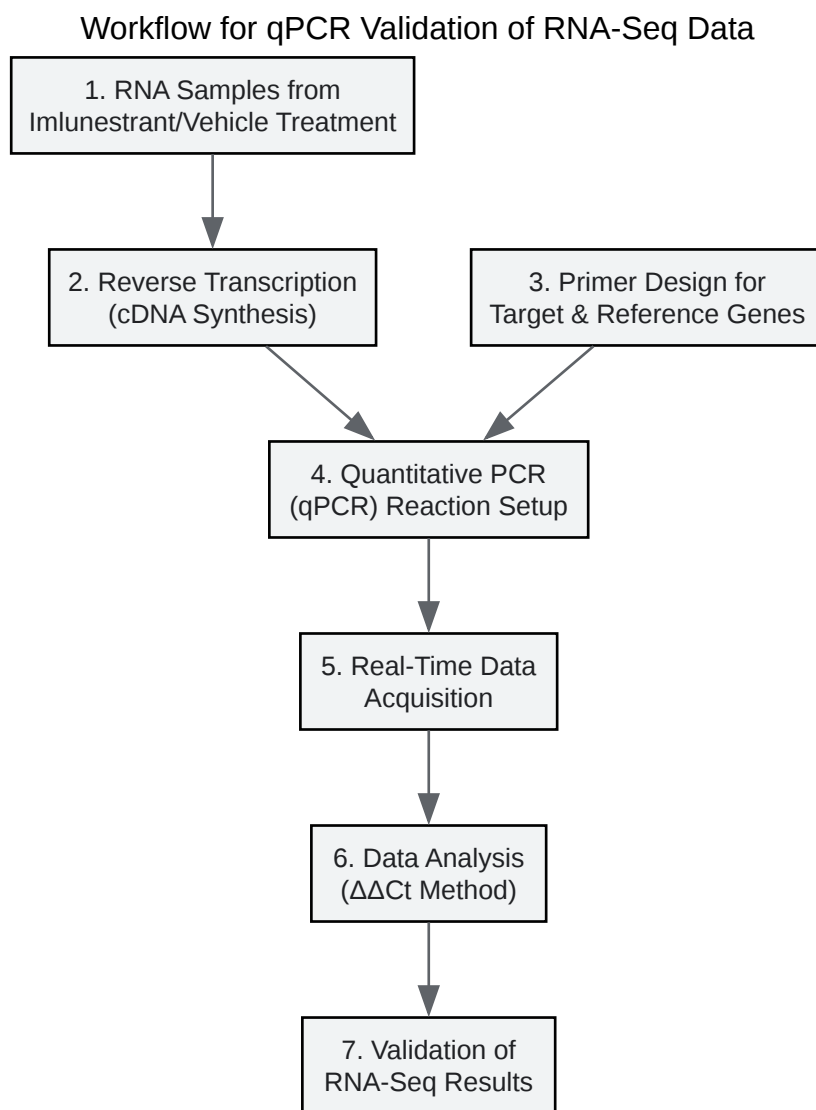 Workflow for qPCR Validation of RNA-Seq Data
1. RNA Samples from
Imlunestrant/Vehicle Treatment
2. Reverse Transcription
(cDNA Synthesis)
3. Primer Design for
Target & Reference Genes
4. Quantitative PCR
(qPCR) Reaction Setup
5. Real-Time Data
Acquisition
6. Data Analysis
(ΔΔCt Method)
7. Validation of
RNA-Seq Results